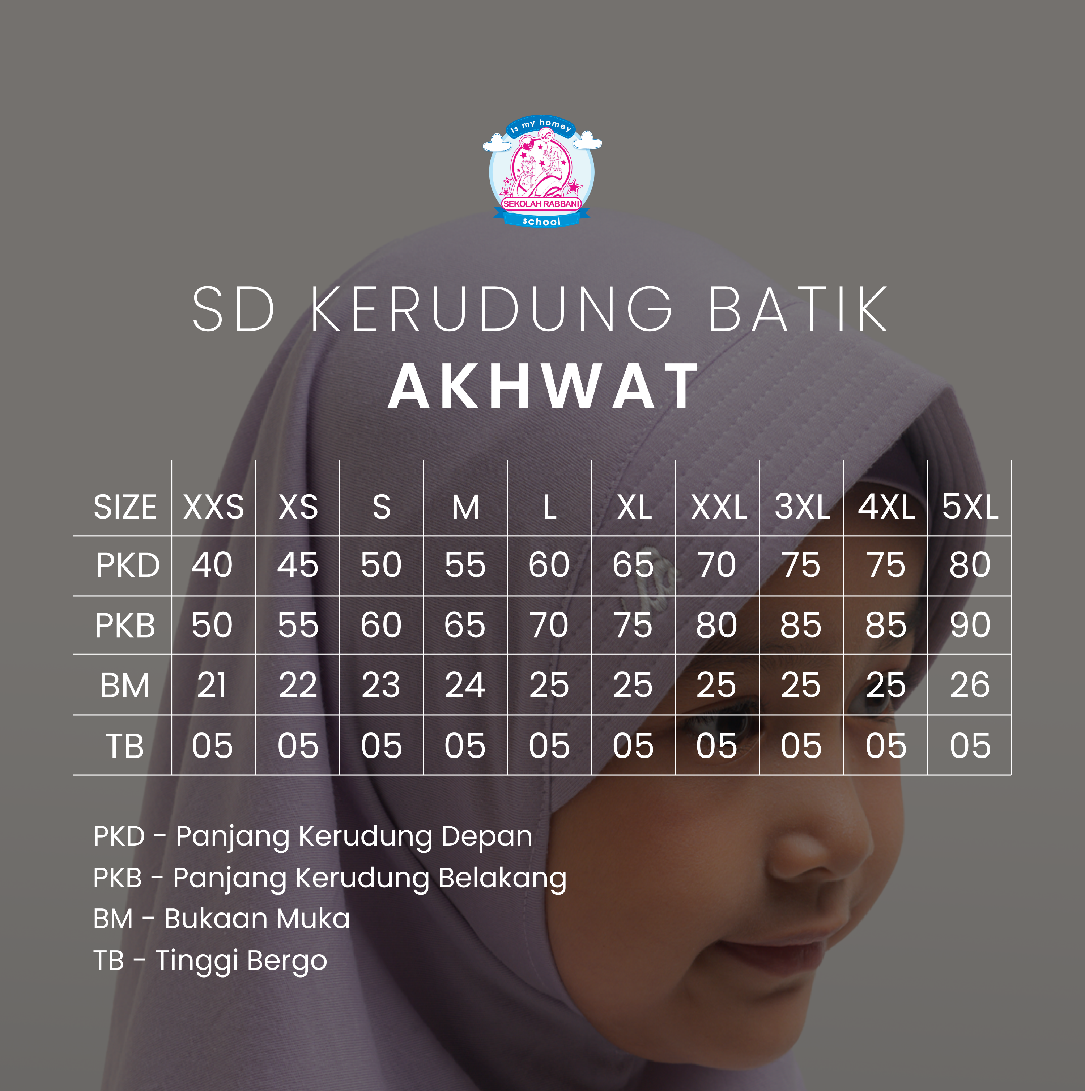 is my homey
SEKOLAH RABBANI
school
SD KERUDUNG BATIK
AKHWAT
SIZE XXS XS S M L XL XXL 3XL 4XL 5XL
PKD 40 45 50 55 60 65 70 75 75 80
PKB 50 55 60 65 70 75 80 85 85 90
BM 21 22 23 24 25 25 25 25 25 26
TB 05 05 05 05 05 05 05 05 05 05
PKD - Panjang Kerudung Depan
PKB - Panjang Kerudung Belakang
BM - Bukaan Muka
TB - Tinggi Bergo